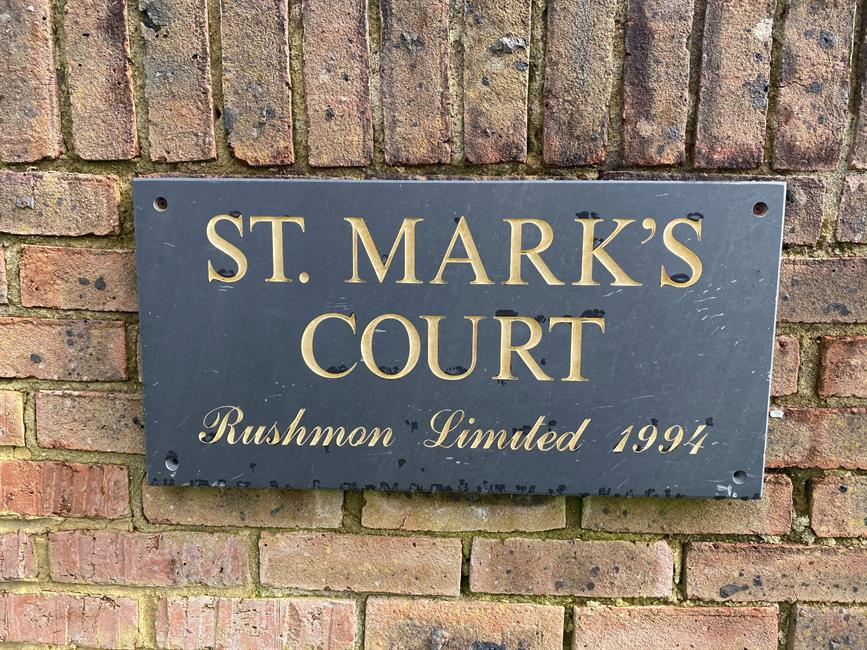 ST. MARK'S
COURT
Rushmon Limited 1994